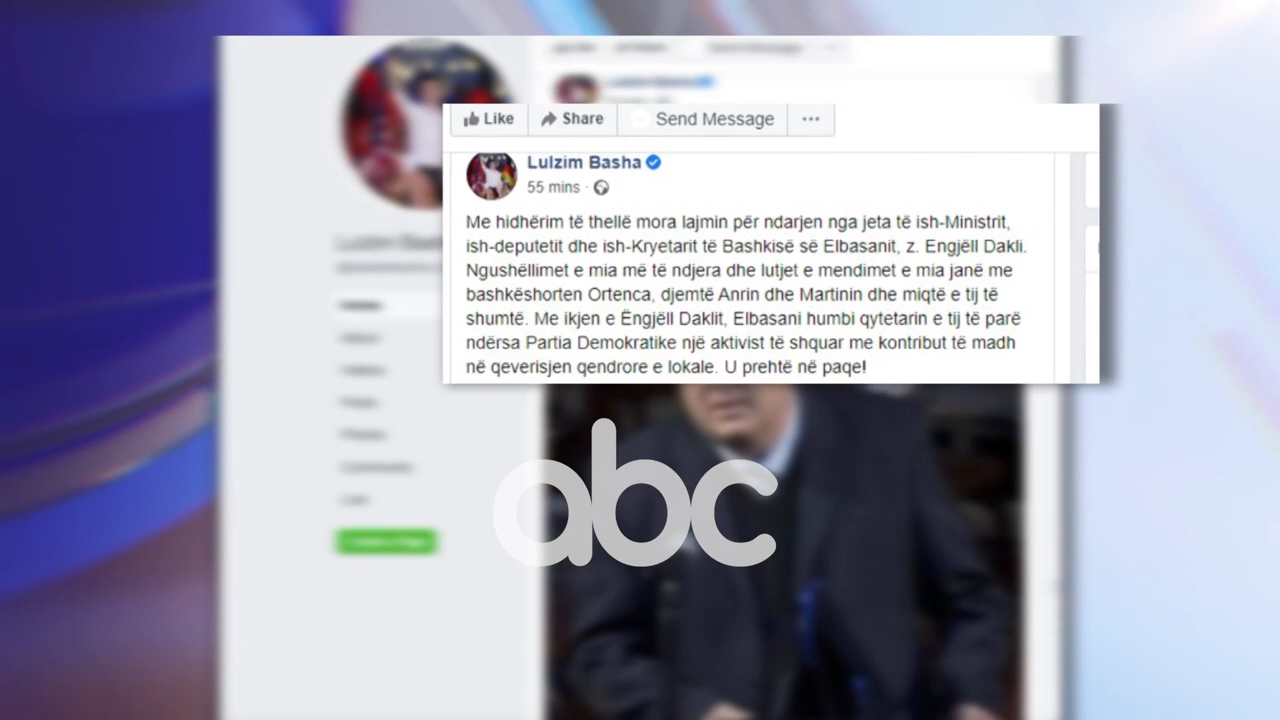 Like Share Send Message ...
Lulzim Basha
55 mins ·
Me hidhërim të thellë mora lajmin për ndarjen nga jeta të ish-Ministrit,
ish-deputetit dhe ish-Kryetarit të Bashkisë së Elbasanit, z. Engjëll Dakli.
Ngushëllimet e mia më të ndjera dhe lutjet e mendimet e mia janë me
bashkëshorten Ortenca, djemtë Anrin dhe Martinin dhe miqtë e tij të
shumtë. Me ikjen e Ëngjëll Daklit, Elbasani humbi qytetarin e tij të parë
ndërsa Partia Demokratike një aktivist të shquar me kontribut të madh
në qeverisjen qendrore e lokale. U prehtë në paqe!
abc